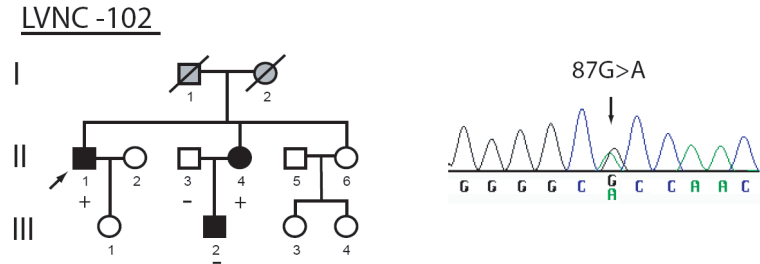 LVNC -102
I
1 2
87G>A
II
1 2 3 4 5 6
+ - +
III
1 2 3 4
-
G G G G C G C C A A C
A